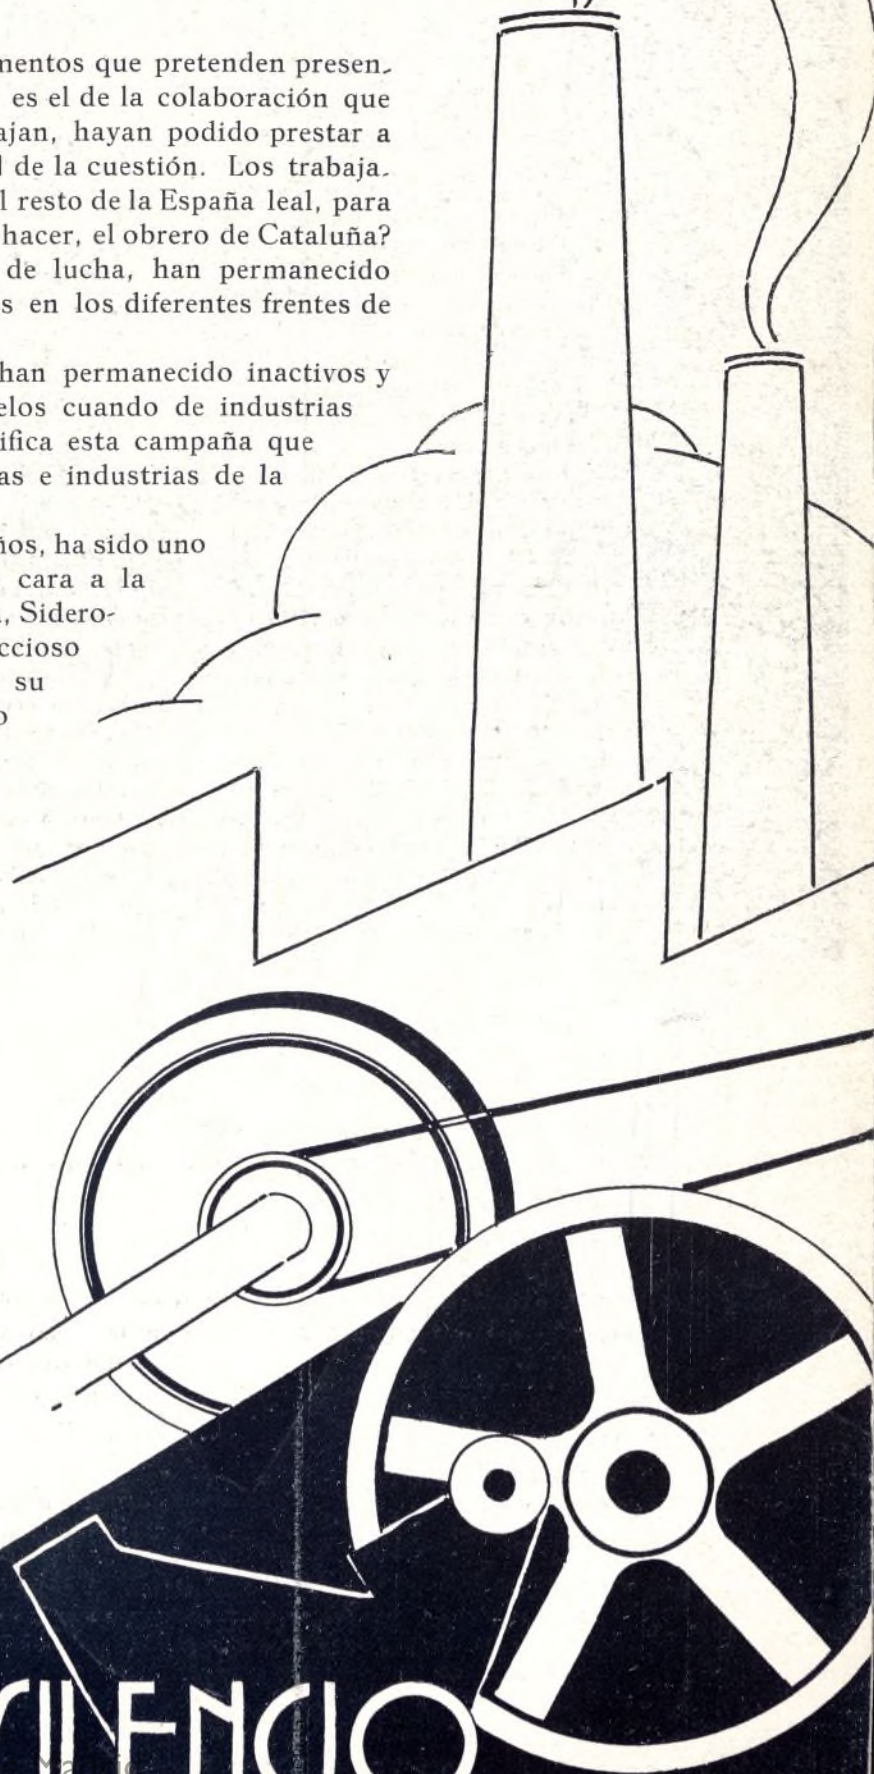 mentos que pretenden presen-
es el de la colaboración que
ajan, hayan podido prestar a
de la cuestión. Los trabaja-
l resto de la España leal, para
hacer, el obrero de Cataluña?
de lucha, han permanecido
s en los diferentes frentes de
han permanecido inactivos y
elos cuando de industrias
ifica esta campaña que
as e industrias de la
ños, ha sido uno
cara a la
, Sidero-
ccioso
su
o
SILENCIO